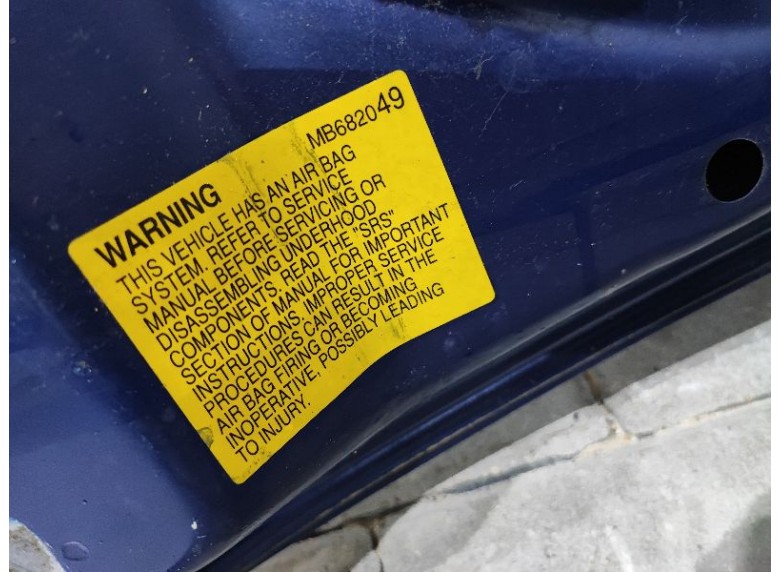 MB682049
WARNING
THIS VEHICLE HAS AN AIR BAG
SYSTEM. REFER TO SERVICE
MANUAL BEFORE SERVICING OR
DISASSEMBLING UNDERHOOD
COMPONENTS. READ THE "SRS"
SECTION OF MANUAL FOR IMPORTANT
INSTRUCTIONS. IMPROPER SERVICE
PROCEDURES CAN RESULT IN THE
AIR BAG FIRING OR BECOMING
INOPERATIVE, POSSIBLY LEADING
TO INJURY.